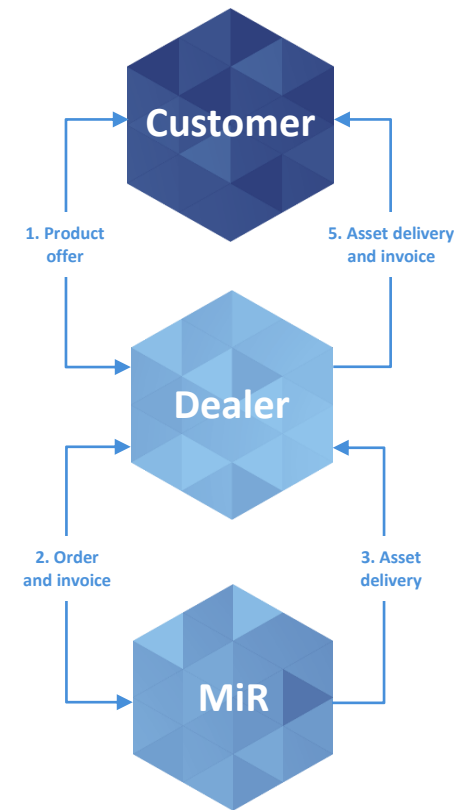 Customer
1. Product
offer
5. Asset delivery
and invoice
Dealer
2. Order
and invoice
3. Asset
delivery
MiR